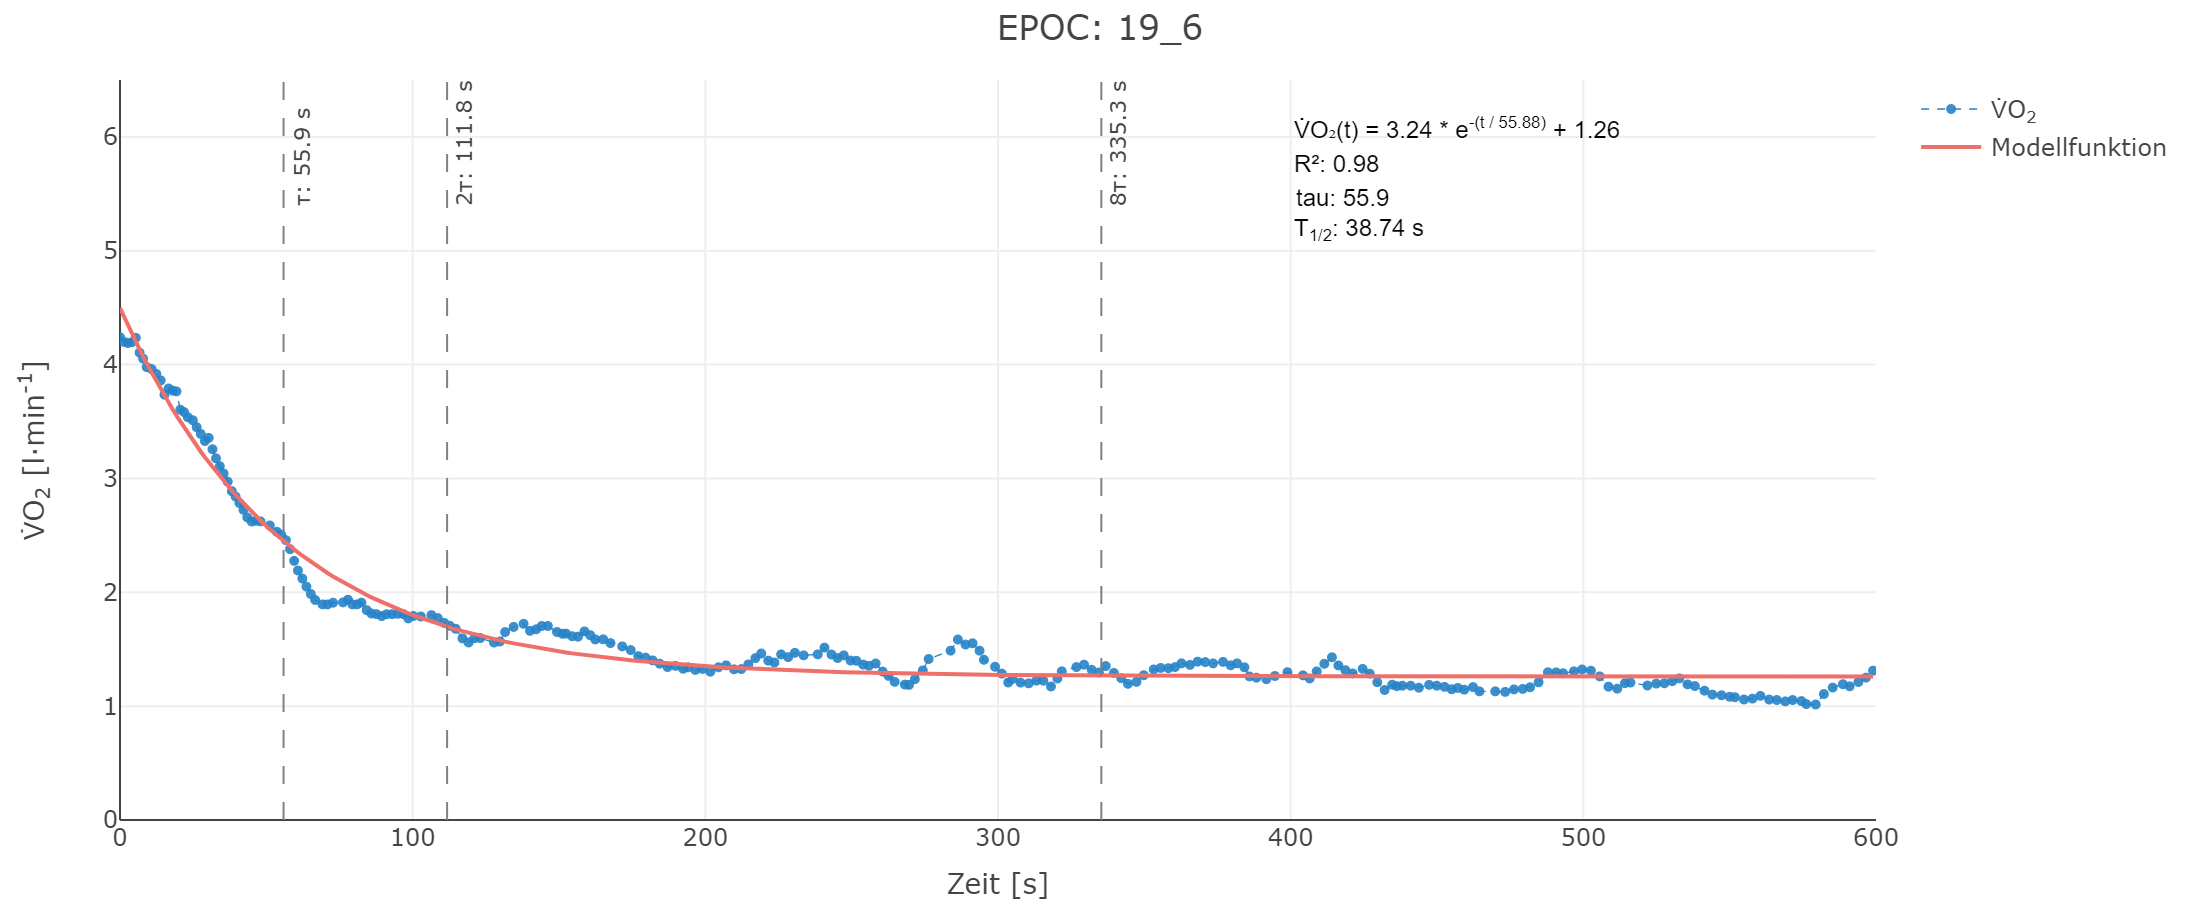 EPOC: 19_6
τ: 55.9 s
2τ: 111.8 s
8τ: 335.3 s
V̇O₂(t) = 3.24 * e^-(t / 55.88) + 1.26
R²: 0.98
tau: 55.9
T₁/₂: 38.74 s
V̇O₂
Modellfunktion
V̇O₂ [l·min⁻¹]
6
5
4
3
2
1
0
0 100 200 300 400 500 600
Zeit [s]